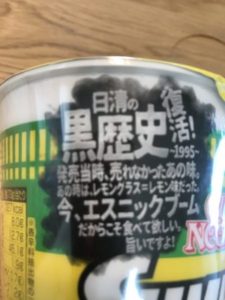 日清の
黒歴史
復活!
~1995~
発売当時、売れなかったあの味。
あの時は、レモングラス=レモン味だった。
今、エスニックブーム
だからこそ食べて欲しい。
旨いですよ!